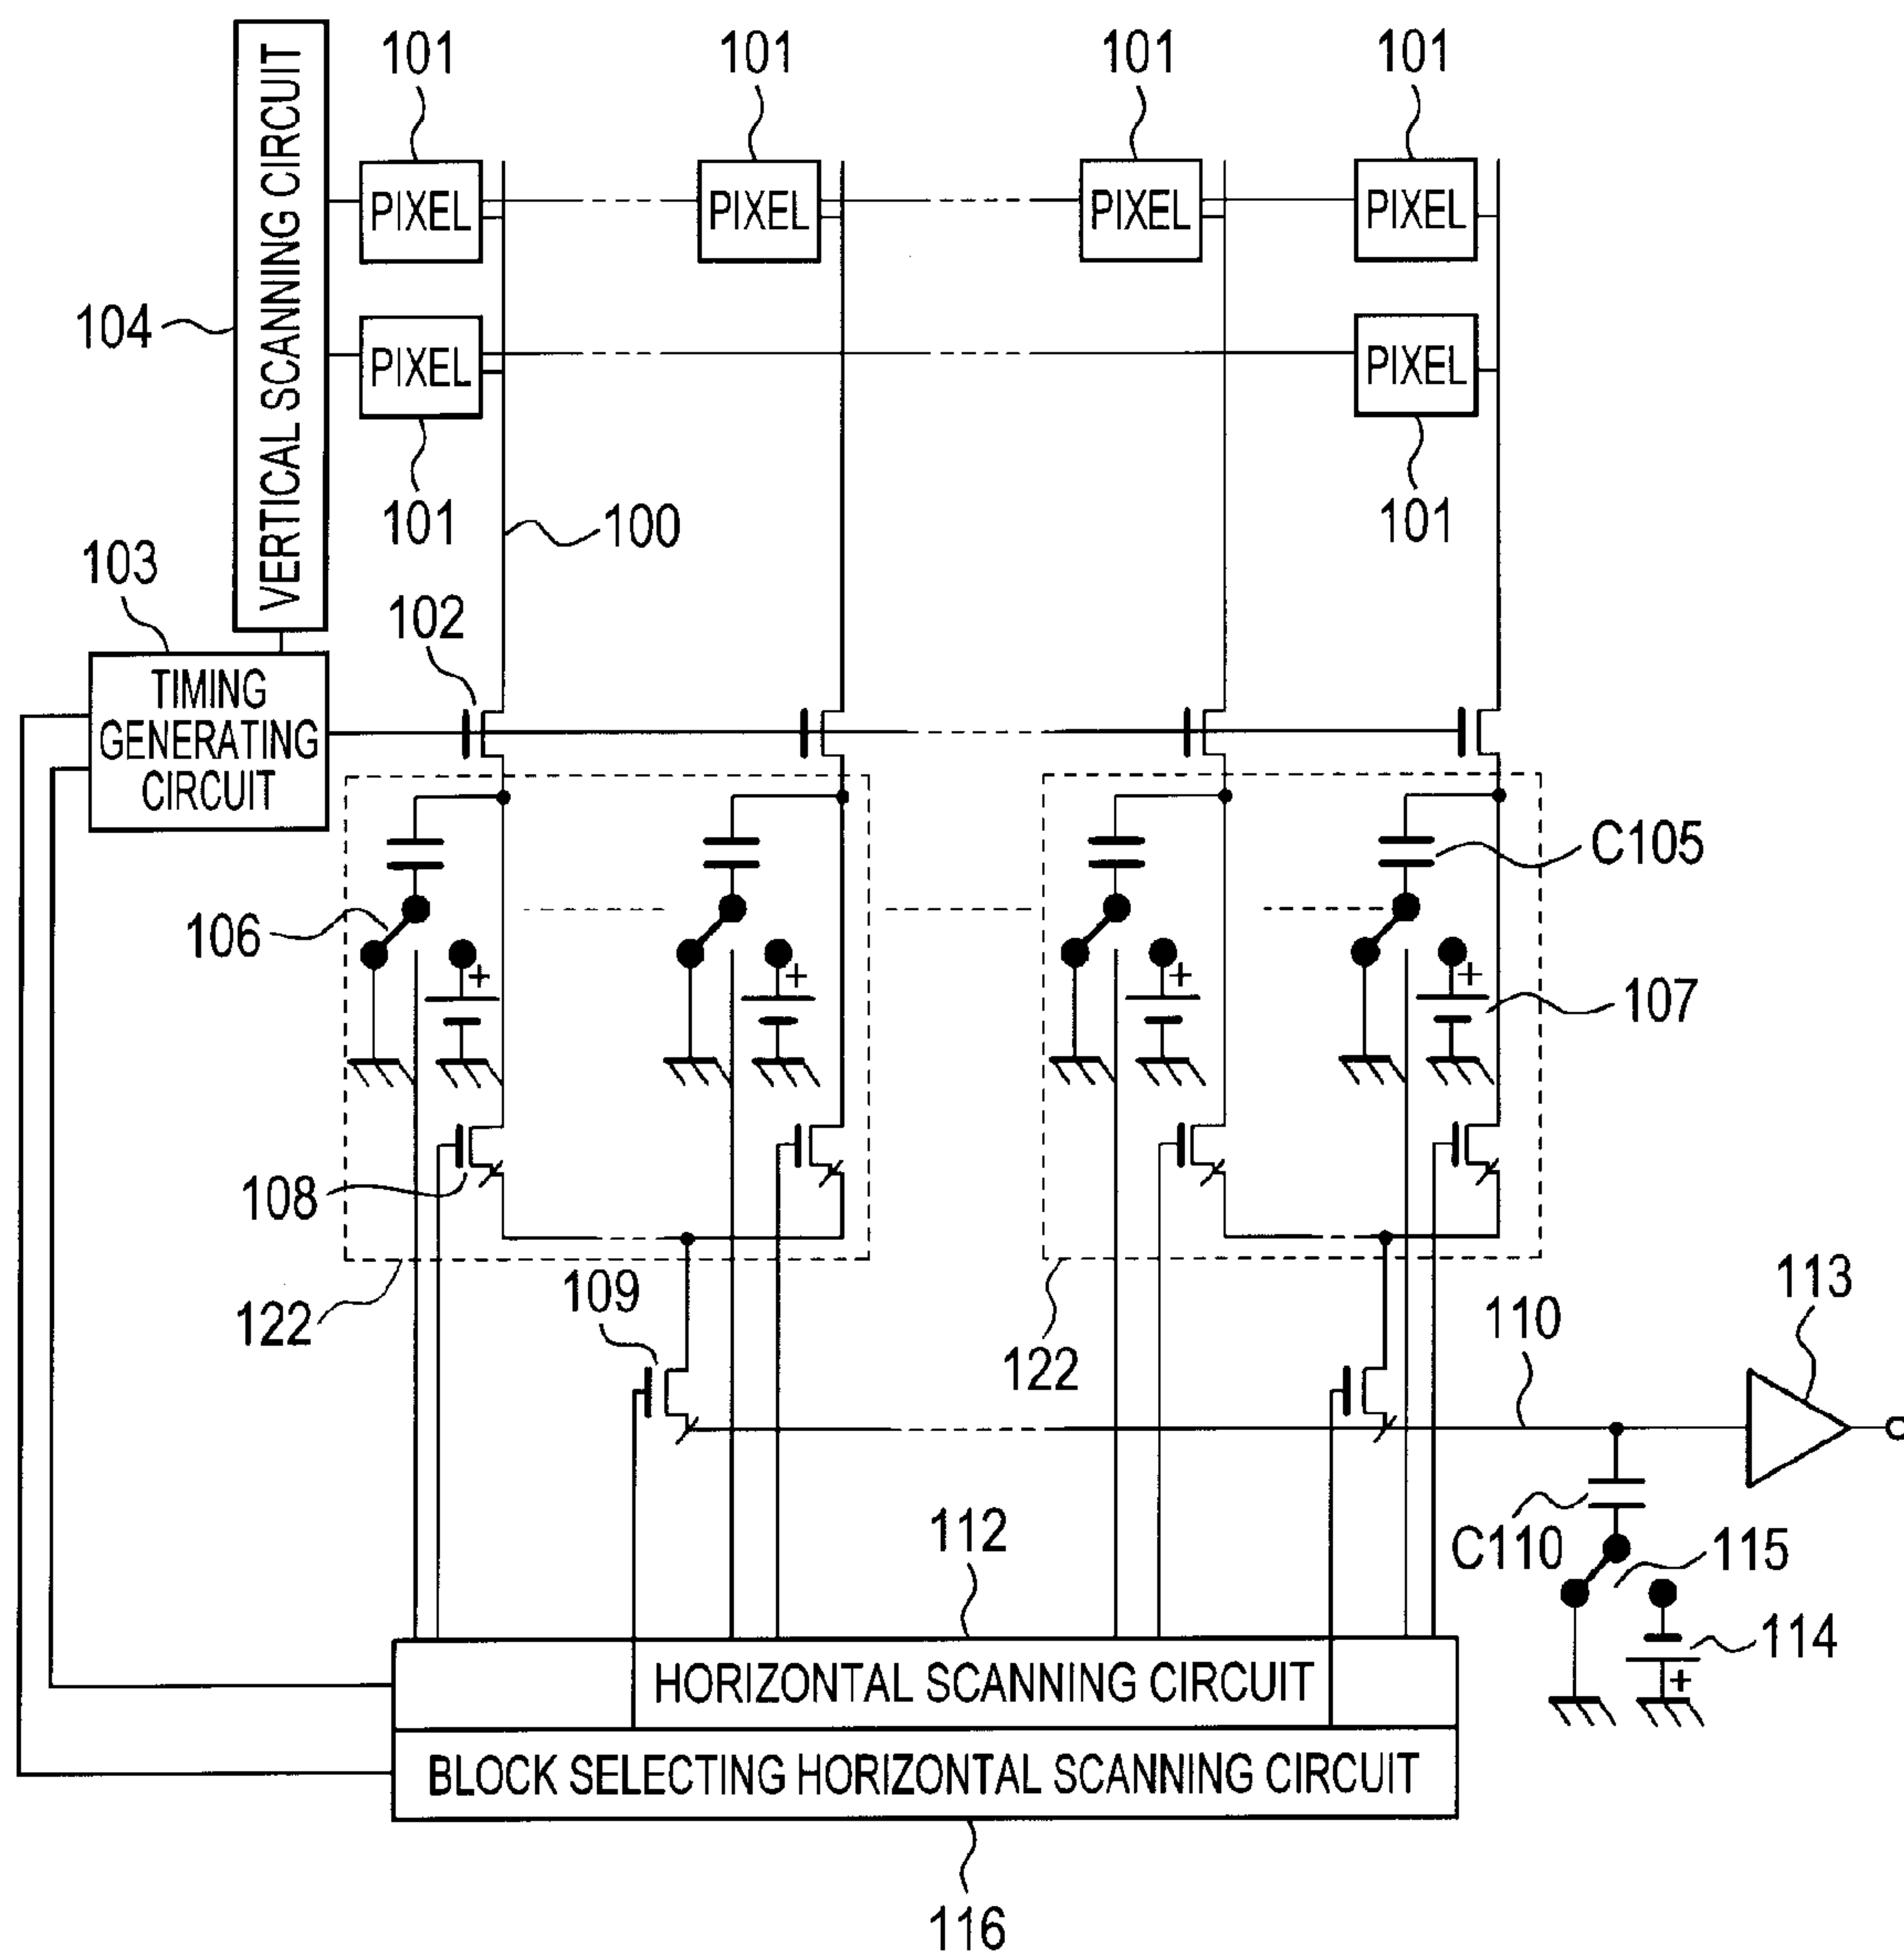 101
101
101
101
VERTICAL SCANNING CIRCUIT
PIXEL
PIXEL
PIXEL
PIXEL
104
PIXEL
PIXEL
101
100
101
103
102
TIMING
GENERATING
CIRCUIT
C105
106
+
+
+
+
107
108
122
109
122
110
113
112
C110
115
114
+
HORIZONTAL SCANNING CIRCUIT
BLOCK SELECTING HORIZONTAL SCANNING CIRCUIT
116